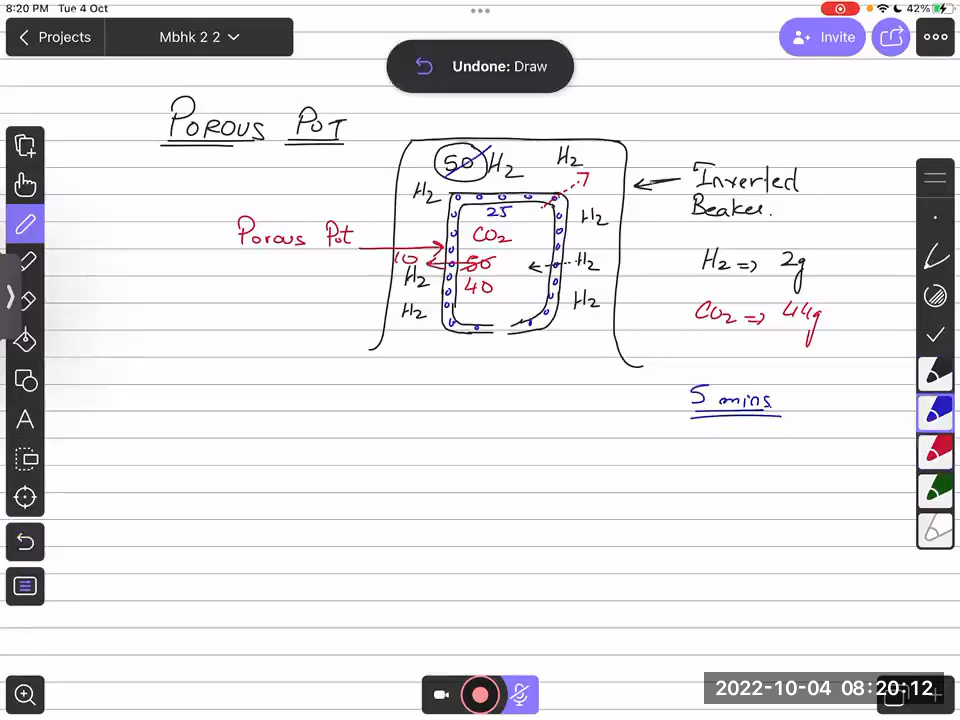 8:20 PM Tue 4 Oct
42%
Projects
Mbhk 2 2
Invite
Undone: Draw
POROUS POT
50 H2
H2
H2
Inverted
Beaker.
25
H2
Porous Pot
CO2
10
50
H2
H2 => 2g
H2
40
H2
H2
CO2 => 44g
5 mins
A
2022-10-04 08:20:12